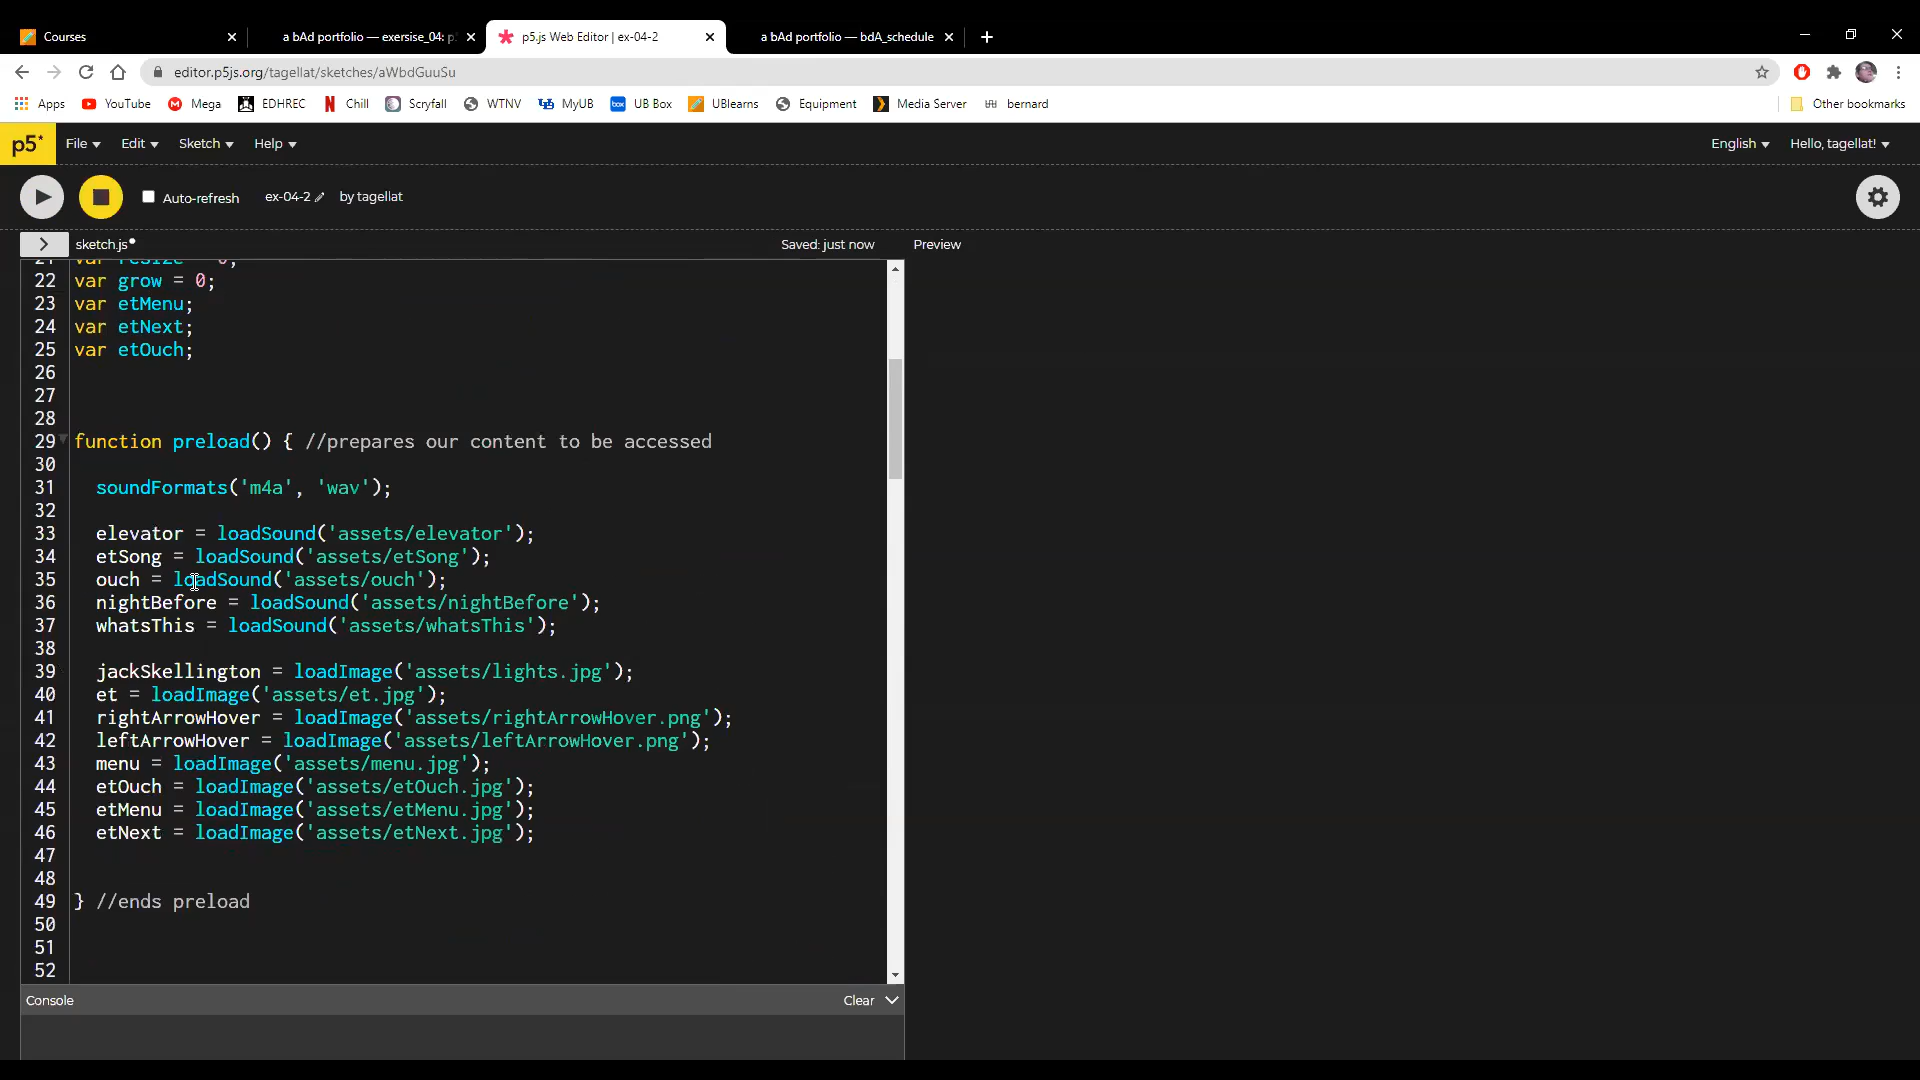 Courses
a bAd portfolio — exersise_04: p5
p5.js Web Editor | ex-04-2
a bAd portfolio — bdA_schedule
editor.p5js.org/tagellat/sketches/aWbdGuuSu
Apps YouTube Mega EDHREC Chill Scryfall WTNV MyUB UB Box UBlearns Equipment Media Server bernard Other bookmarks
p5* File Edit Sketch Help English Hello, tagellat!
Auto-refresh ex-04-2 by tagellat
sketch.js Saved: just now Preview
21 var resize = 0;
22 var grow = 0;
23 var etMenu;
24 var etNext;
25 var etOuch;
26
27
28
29 function preload() { //prepares our content to be accessed
30
31 soundFormats('m4a', 'wav');
32
33 elevator = loadSound('assets/elevator');
34 etSong = loadSound('assets/etSong');
35 ouch = loadSound('assets/ouch');
36 nightBefore = loadSound('assets/nightBefore');
37 whatsThis = loadSound('assets/whatsThis');
38
39 jackSkellington = loadImage('assets/lights.jpg');
40 et = loadImage('assets/et.jpg');
41 rightArrowHover = loadImage('assets/rightArrowHover.png');
42 leftArrowHover = loadImage('assets/leftArrowHover.png');
43 menu = loadImage('assets/menu.jpg');
44 etOuch = loadImage('assets/etOuch.jpg');
45 etMenu = loadImage('assets/etMenu.jpg');
46 etNext = loadImage('assets/etNext.jpg');
47
48
49 } //ends preload
50
51
52
Console Clear